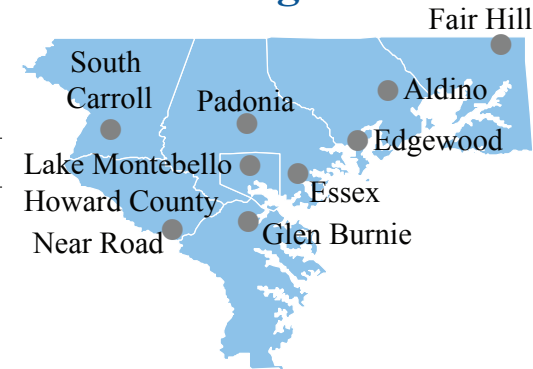 Fair Hill
South
Carroll
Aldino
Padonia
Edgewood
Lake Montebello
Essex
Howard County
Near Road
Glen Burnie